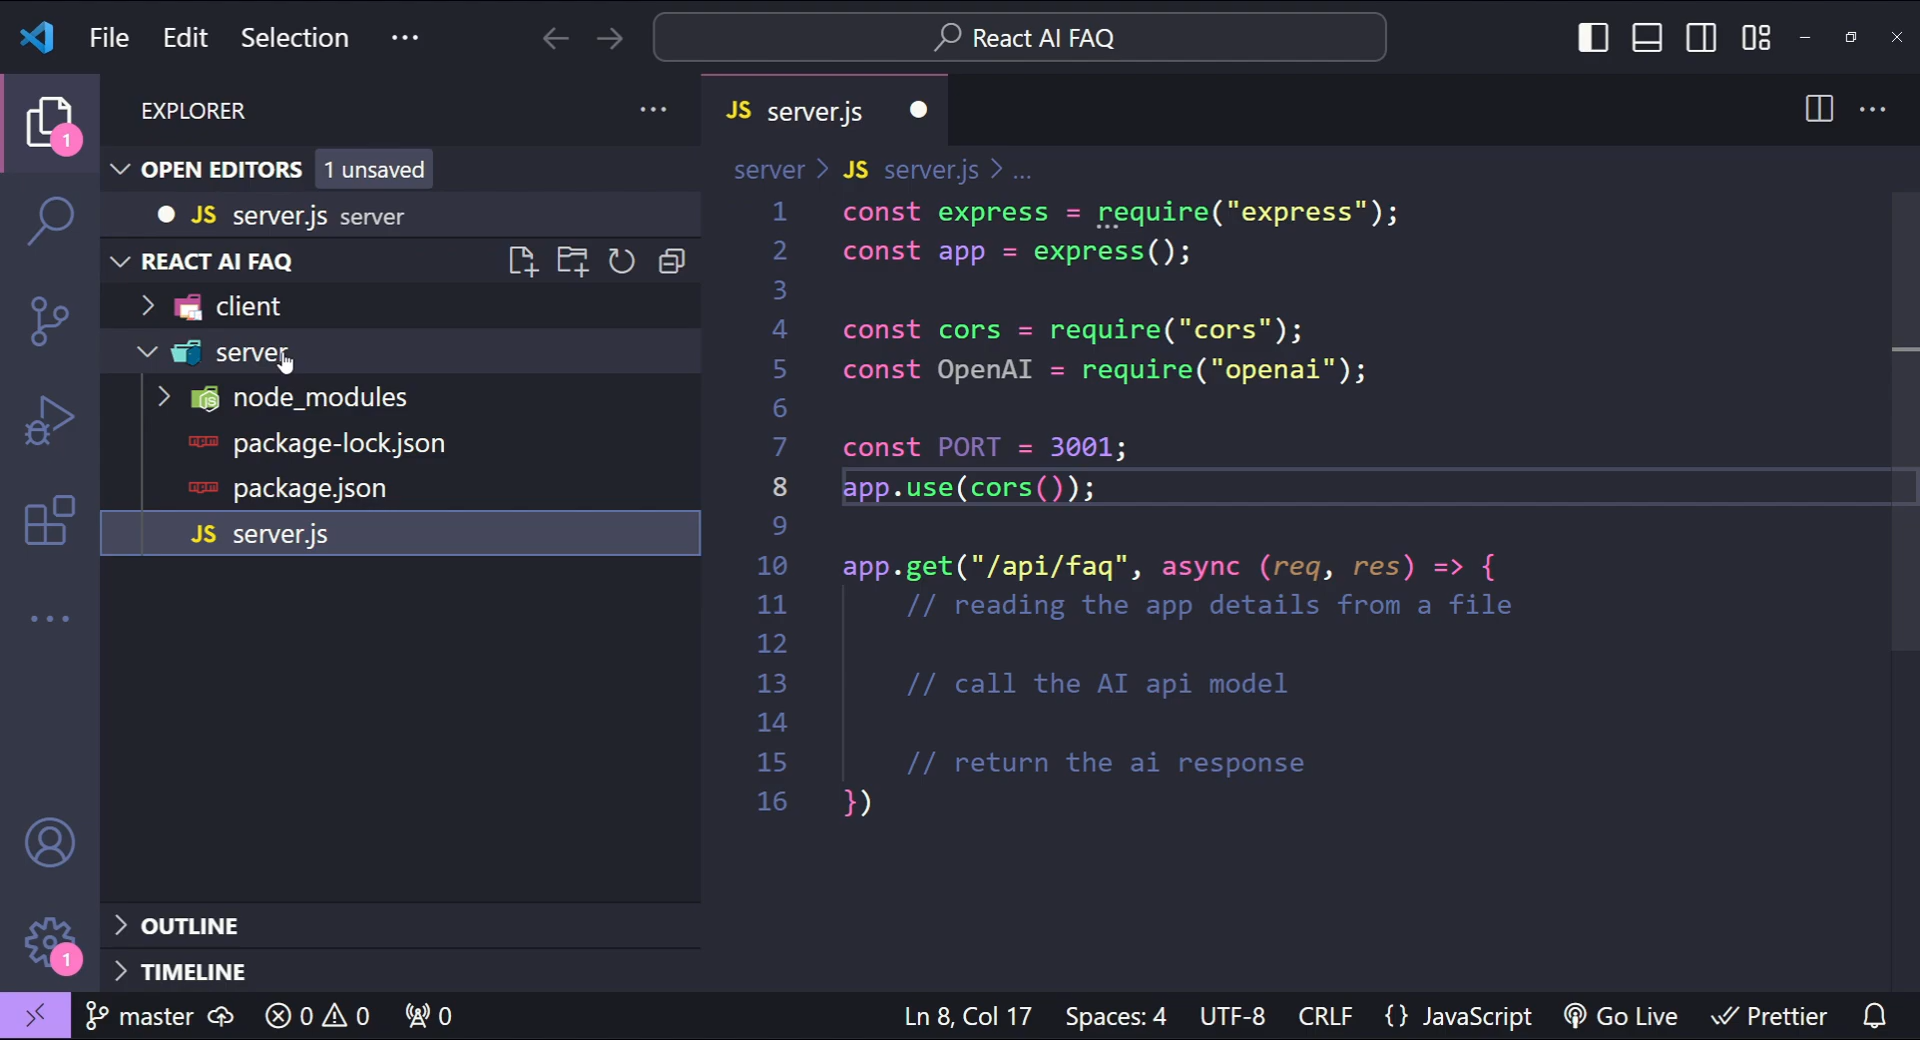 File Edit Selection ···
React AI FAQ
1
EXPLORER ···
OPEN EDITORS 1 unsaved
JS server.js server
REACT AI FAQ
client
server
node_modules
npm package-lock.json
npm package.json
JS server.js
OUTLINE
TIMELINE
1
JS server.js
server > JS server.js > ...
1 const express = require("express");
2 const app = express();
3
4 const cors = require("cors");
5 const OpenAI = require("openai");
6
7 const PORT = 3001;
8 app.use(cors());
9
10 app.get("/api/faq", async (req, res) => {
11 // reading the app details from a file
12
13 // call the AI api model
14
15 // return the ai response
16 })
master 0 0 0 Ln 8, Col 17 Spaces: 4 UTF-8 CRLF {} JavaScript Go Live Prettier